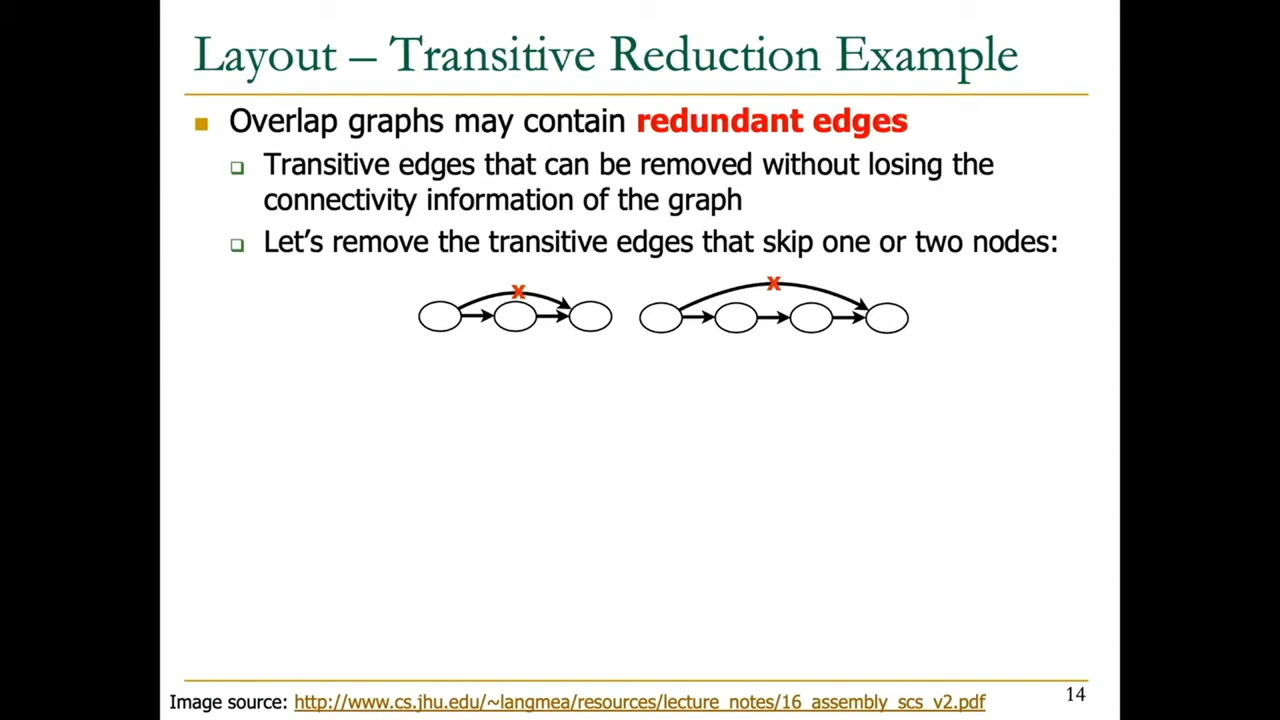 Layout – Transitive Reduction Example
Overlap graphs may contain redundant edges
Transitive edges that can be removed without losing the
connectivity information of the graph
Let's remove the transitive edges that skip one or two nodes:
x x
Image source: http://www.cs.jhu.edu/~langmea/resources/lecture_notes/16_assembly_scs_v2.pdf
14